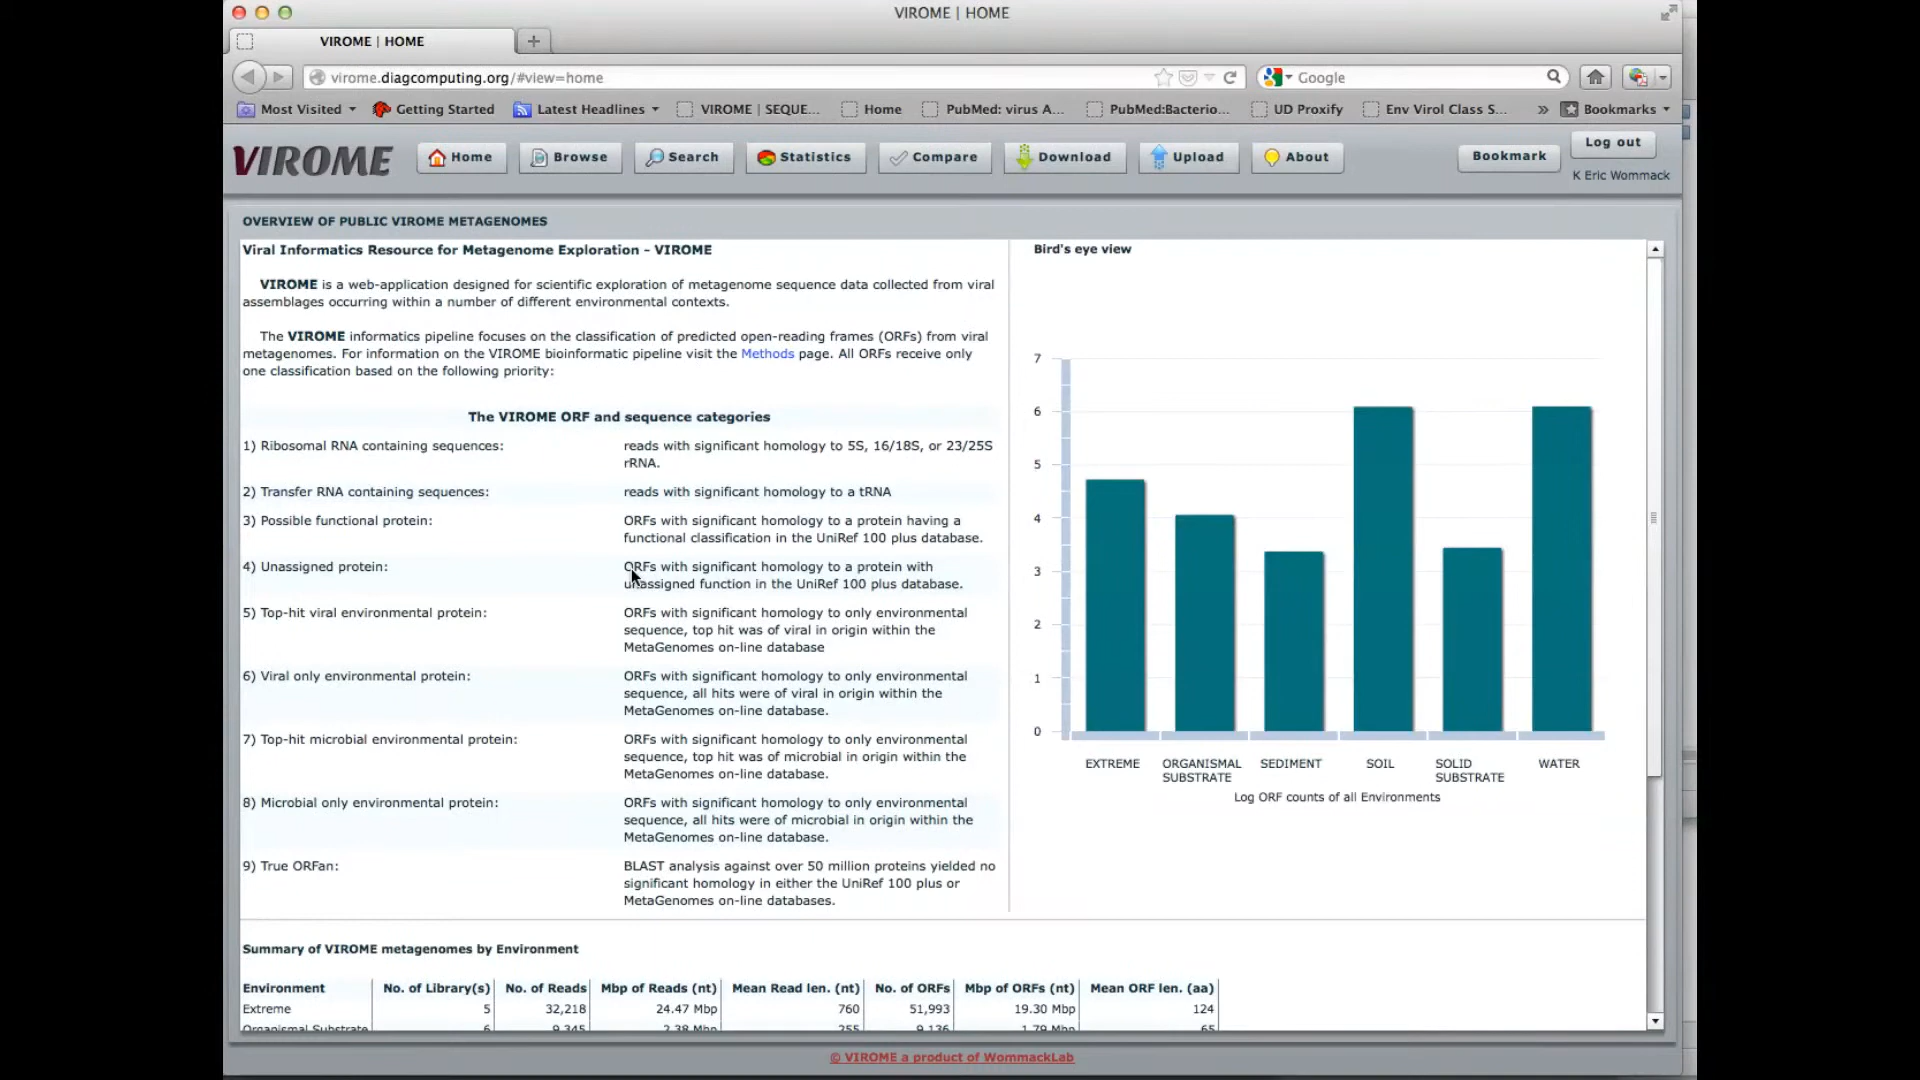 VIROME | HOME
VIROME | HOME
virome.diagcomputing.org/#view=home
Google
Most Visited
Getting Started
Latest Headlines
VIROME | SEQUE...
Home
PubMed: virus A...
PubMed:Bacterio...
UD Proxify
Env Virol Class S...
»
Bookmarks
VIROME
Home
Browse
Search
Statistics
Compare
Download
Upload
About
Bookmark
Log out
K Eric Wommack
OVERVIEW OF PUBLIC VIROME METAGENOMES
Viral Informatics Resource for Metagenome Exploration - VIROME
VIROME is a web-application designed for scientific exploration of metagenome sequence data collected from viral
assemblages occurring within a number of different environmental contexts.
The VIROME informatics pipeline focuses on the classification of predicted open-reading frames (ORFs) from viral
metagenomes. For information on the VIROME bioinformatic pipeline visit the Methods page. All ORFs receive only
one classification based on the following priority:
The VIROME ORF and sequence categories
1) Ribosomal RNA containing sequences: reads with significant homology to 5S, 16/18S, or 23/25S
rRNA.
2) Transfer RNA containing sequences: reads with significant homology to a tRNA
3) Possible functional protein: ORFs with significant homology to a protein having a
functional classification in the UniRef 100 plus database.
4) Unassigned protein: ORFs with significant homology to a protein with
unassigned function in the UniRef 100 plus database.
5) Top-hit viral environmental protein: ORFs with significant homology to only environmental
sequence, top hit was of viral in origin within the
MetaGenomes on-line database
6) Viral only environmental protein: ORFs with significant homology to only environmental
sequence, all hits were of viral in origin within the
MetaGenomes on-line database.
7) Top-hit microbial environmental protein: ORFs with significant homology to only environmental
sequence, top hit was of microbial in origin within the
MetaGenomes on-line database.
8) Microbial only environmental protein: ORFs with significant homology to only environmental
sequence, all hits were of microbial in origin within the
MetaGenomes on-line database.
9) True ORFan: BLAST analysis against over 50 million proteins yielded no
significant homology in either the UniRef 100 plus or
MetaGenomes on-line databases.
Bird's eye view
7
6
5
4
3
2
1
0
EXTREME
ORGANISMAL
SUBSTRATE
SEDIMENT
SOIL
SOLID
SUBSTRATE
WATER
Log ORF counts of all Environments
Summary of VIROME metagenomes by Environment
Environment No. of Library(s) No. of Reads Mbp of Reads (nt) Mean Read len. (nt) No. of ORFs Mbp of ORFs (nt) Mean ORF len. (aa)
Extreme 5 32,218 24.47 Mbp 760 51,993 19.30 Mbp 124
Organismal Substrate 6 9,345 2.38 Mbp 255 9,136 1.79 Mbp 65
© VIROME a product of WommackLab